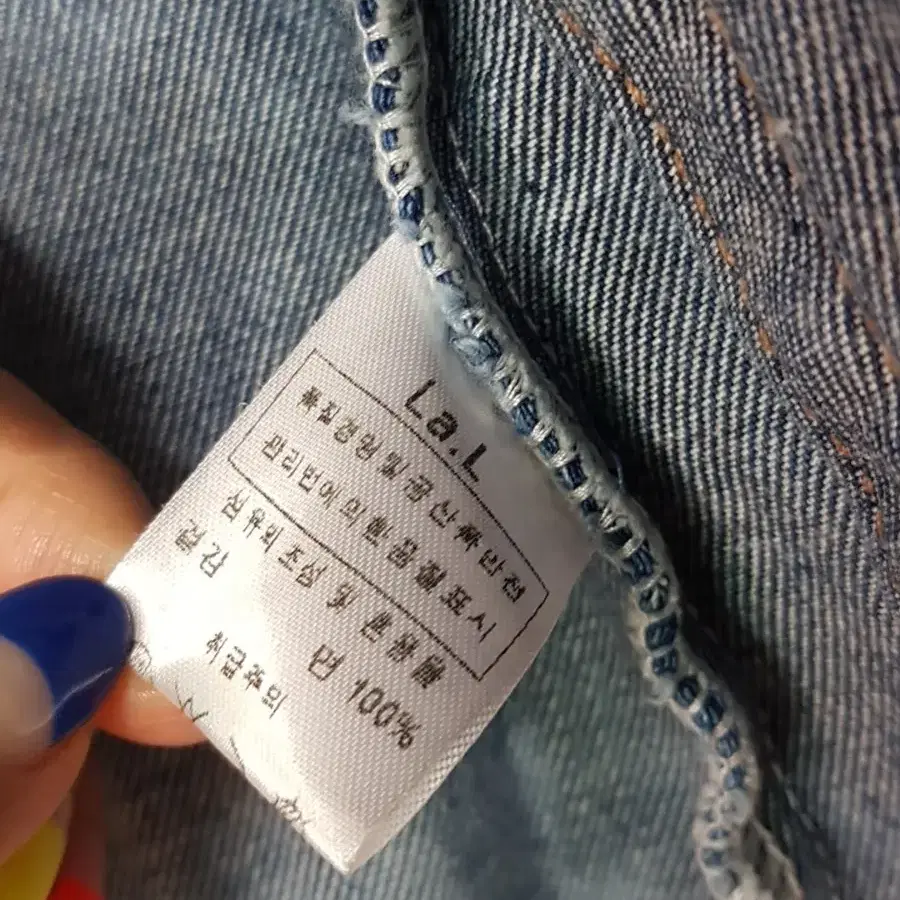 La.L
품질경영및공산품안전
관리법에의한품질표시
섬유의조성및혼용율
겉감 면 100%
취급주의